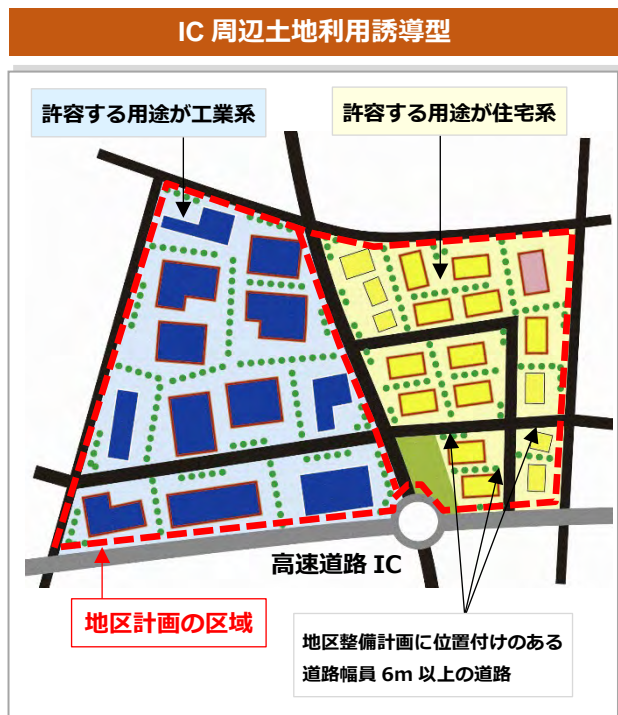 IC 周辺土地利用誘導型
許容する用途が工業系
許容する用途が住宅系
高速道路 IC
地区計画の区域
地区整備計画に位置付けのある
道路幅員 6m 以上の道路